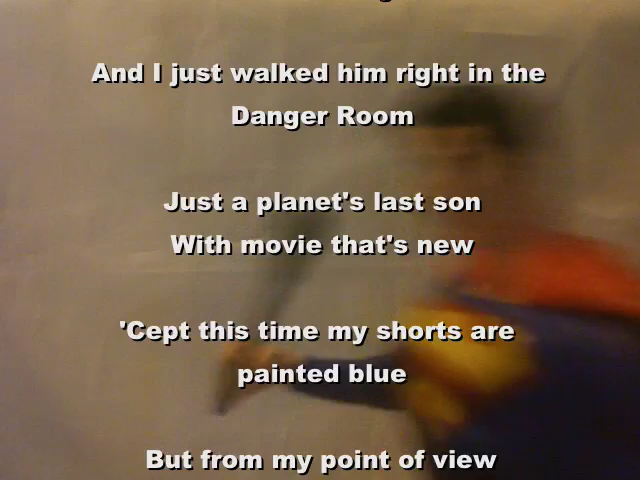 And I just walked him right in the
Danger Room
Just a planet's last son
With movie that's new
'Cept this time my shorts are
painted blue
But from my point of view